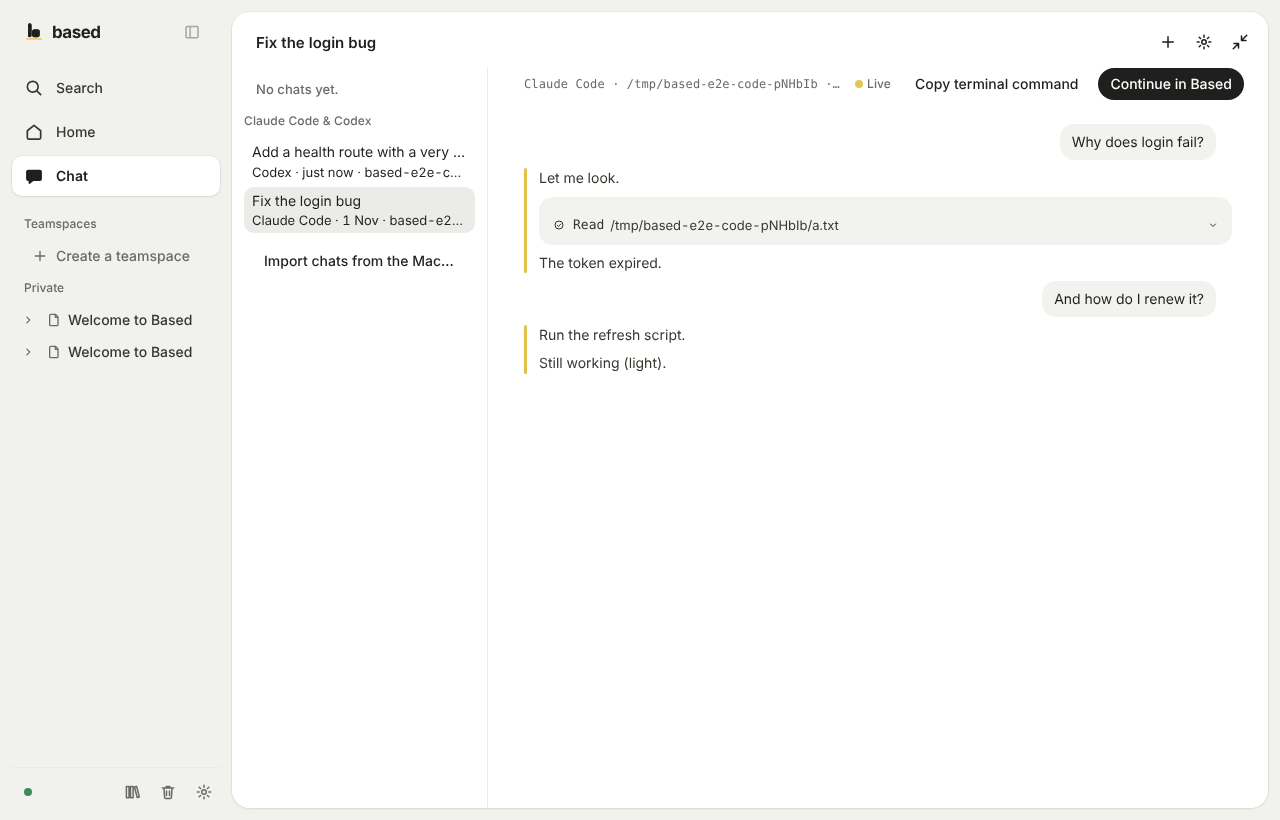 based
Search
Home
Chat
Teamspaces
Create a teamspace
Private
Welcome to Based
Welcome to Based
Fix the login bug
No chats yet.
Claude Code & Codex
Add a health route with a very …
Codex · just now · based-e2e-c…
Fix the login bug
Claude Code · 1 Nov · based-e2…
Import chats from the Mac…
Claude Code · /tmp/based-e2e-code-pNHbIb ·…
Live
Copy terminal command
Continue in Based
Why does login fail?
Let me look.
Read /tmp/based-e2e-code-pNHbIb/a.txt
The token expired.
And how do I renew it?
Run the refresh script.
Still working (light).